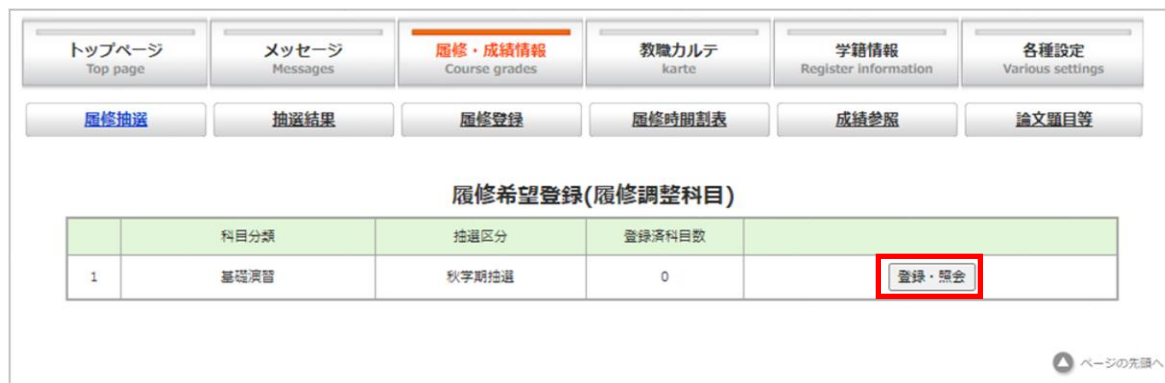 トップページ メッセージ 履修・成績情報 教職カルテ 学籍情報 各種設定
Top page Messages Course grades karte Register information Various settings
履修抽選 抽選結果 履修登録 履修時間割表 成績参照 論文題目等
履修希望登録(履修調整科目)
科目分類 抽選区分 登録済科目数
1 基礎演習 秋学期抽選 0 登録・照会
ページの先頭へ